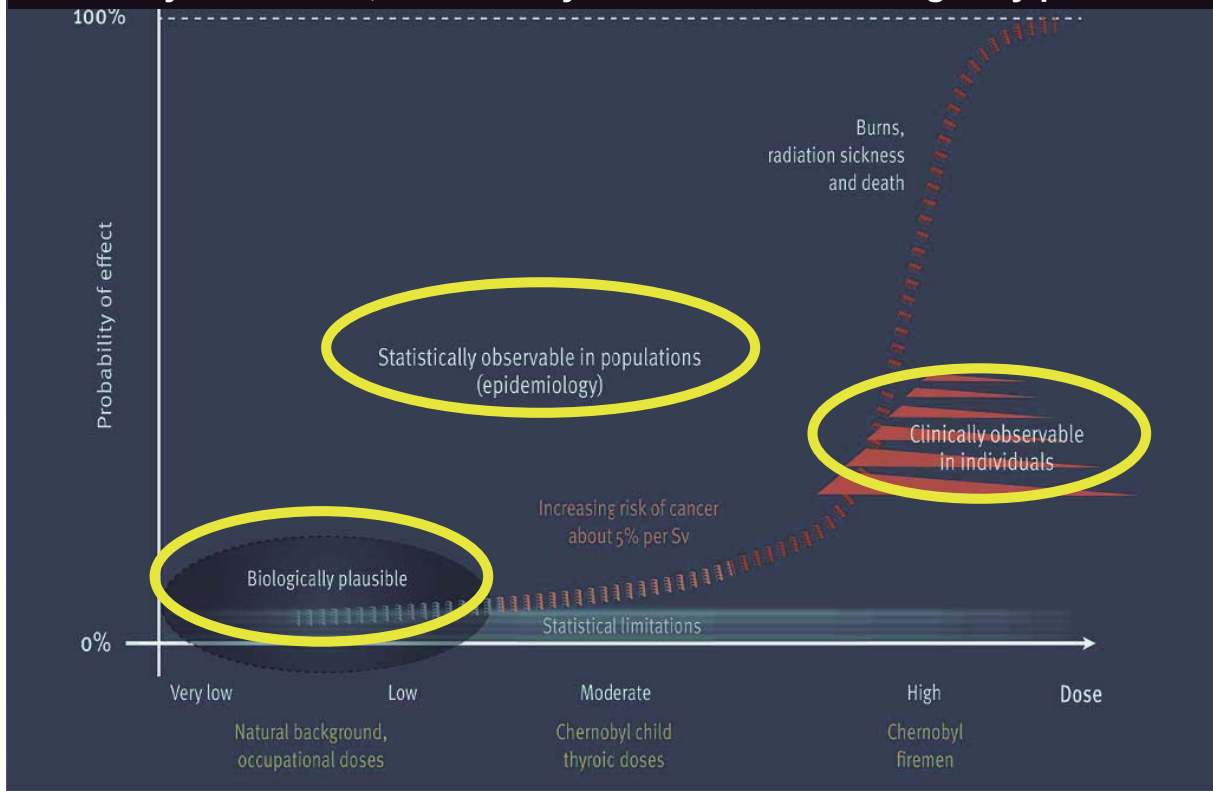 100%
Burns,
radiation sickness
and death
Probability of effect
Statistically observable in populations
(epidemiology)
Clinically observable
in individuals
Increasing risk of cancer
about 5% per Sv
Biologically plausible
Statistical limitations
0%
Very low Low Moderate High Dose
Natural background, Chernobyl child Chernobyl
occupational doses thyroic doses firemen